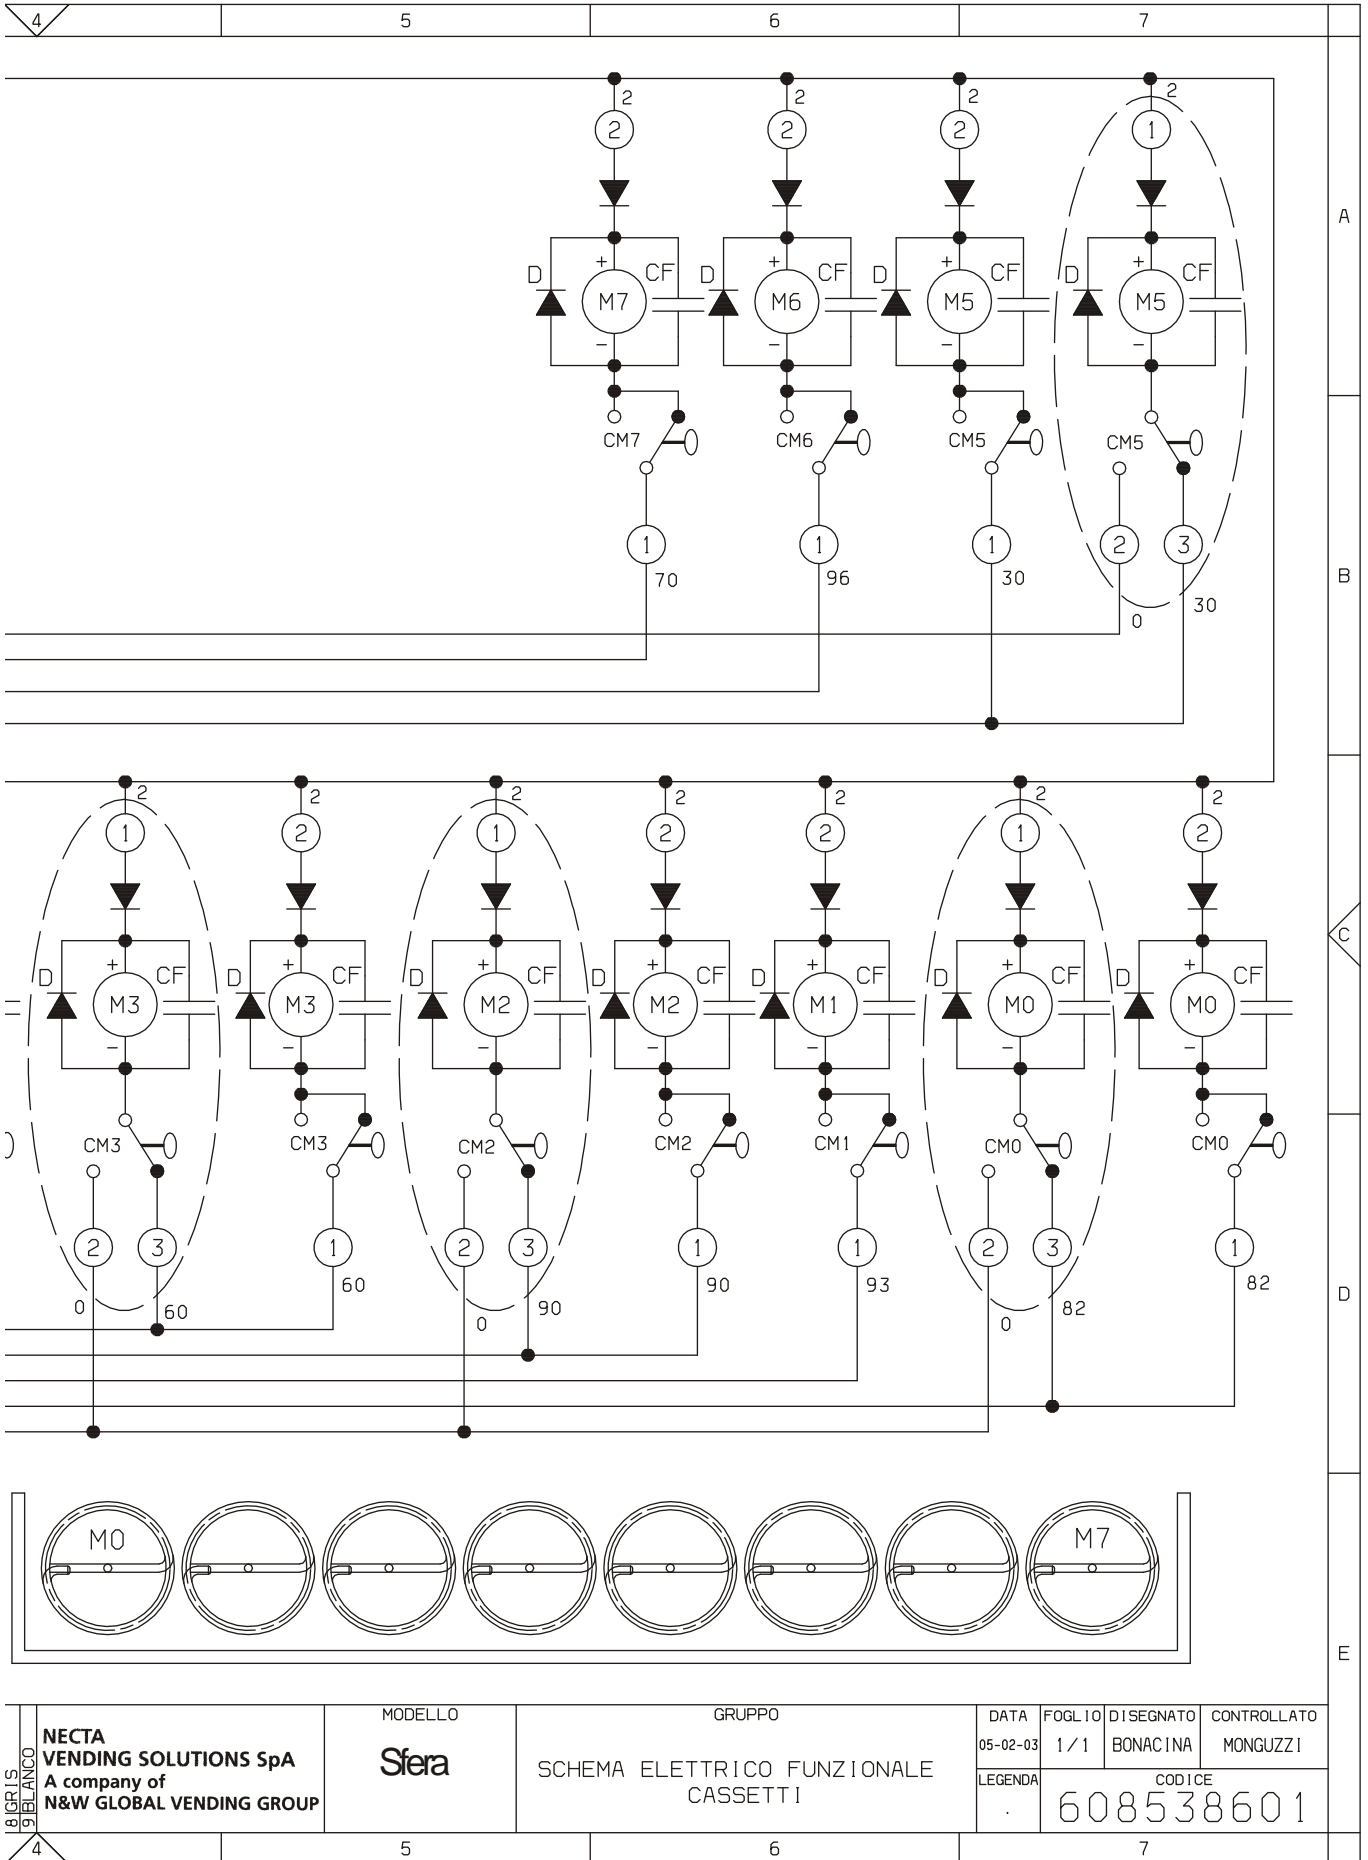 4 5 6 7
2 2 2 2
2 2 2 1
A
+ + + +
D CF D CF D CF D CF
M7 M6 M5 M5
- - - -
CM7 CM6 CM5 CM5
1 1 1 2 3
B
70 96 30 0 30
2 2 2 2 2 2 2
1 2 1 2 2 1 2
C
+ + + + + + +
D CF D CF D CF D CF D CF D CF D CF
M3 M3 M2 M2 M1 M0 M0
- - - - - - -
CM3 CM3 CM2 CM2 CM1 CM0 CM0
2 3 1 2 3 1 1 2 3 1
D
0 60 60 0 90 90 93 0 82 82
M0 M7
E
8 GRIS
9 BLANCO
NECTA
VENDING SOLUTIONS SpA
A company of
N&W GLOBAL VENDING GROUP
MODELLO
Sfera
GRUPPO
SCHEMA ELETTRICO FUNZIONALE
CASSETTI
DATA FOGLIO DISEGNATO CONTROLLATO
05-02-03 1/1 BONACINA MONGUZZI
LEGENDA CODICE
. 608538601
4 5 6 7